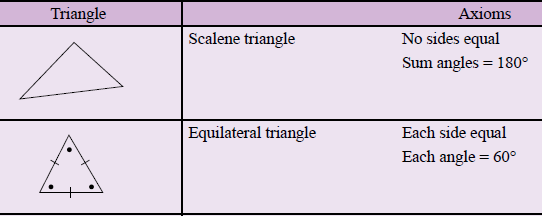 Triangle Axioms
Scalene triangle No sides equal
Sum angles = 180°
Equilateral triangle Each side equal
Each angle = 60°